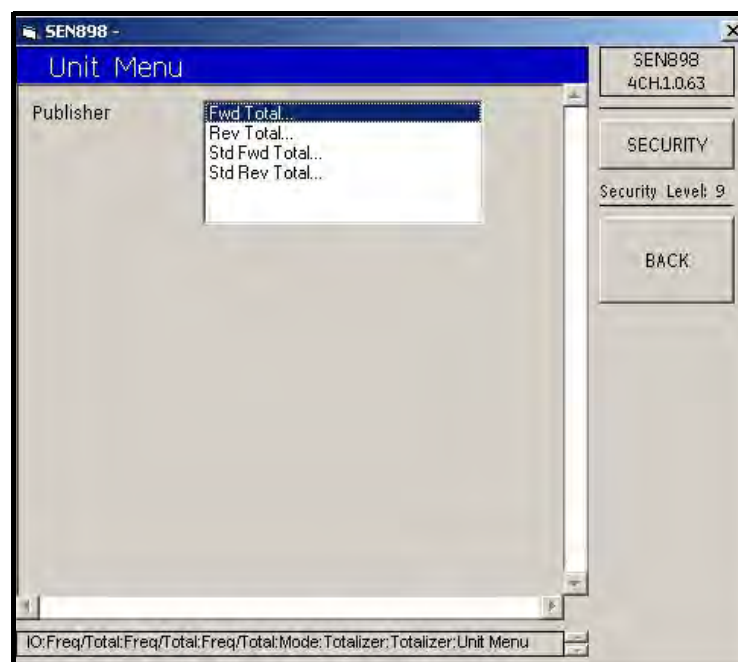 SEN898 -
Unit Menu
Publisher
Fwd Total...
Rev Total...
Std Fwd Total...
Std Rev Total...
SEN898
4CH.1.0.63
SECURITY
Security Level: 9
BACK
IO:Freq/Total:Freq/Total:Freq/Total:Mode:Totalizer:Totalizer:Unit Menu